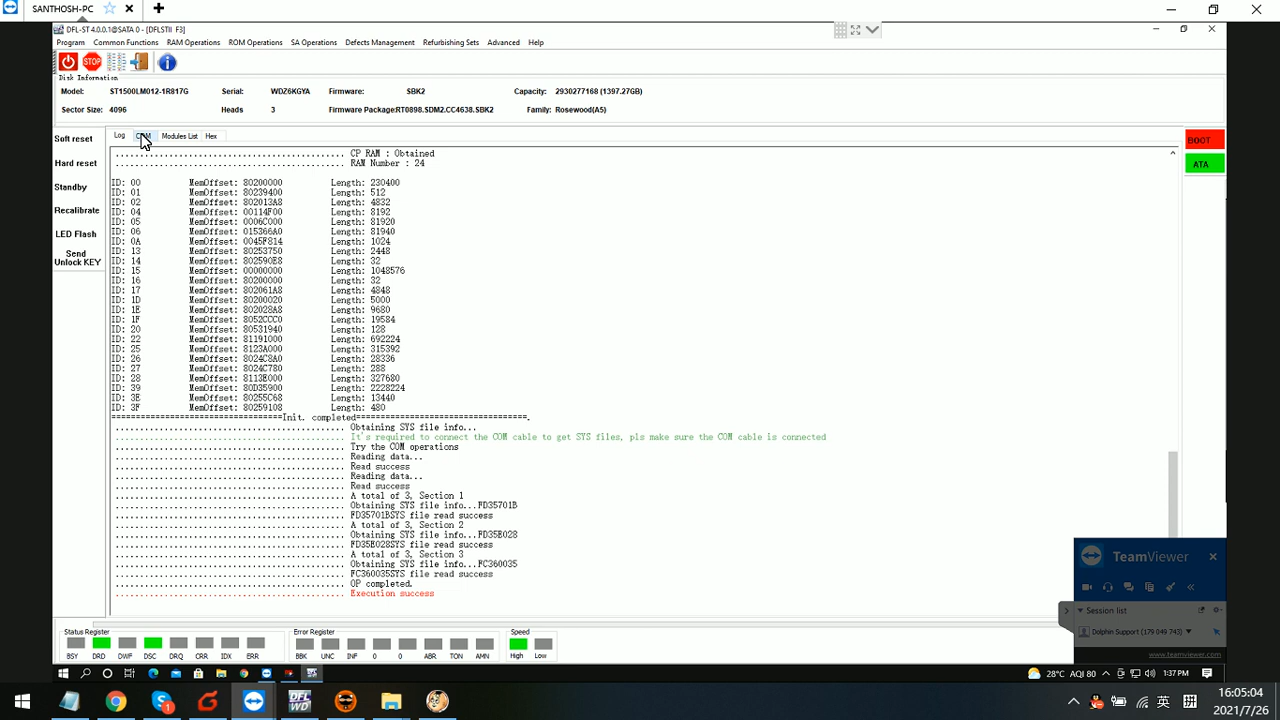 SANTHOSH-PC
DFL-ST 4.0.0.1@SATA 0 - [DFLSTII F3]
Program Common Functions RAM Operations ROM Operations SA Operations Defects Management Refurbishing Sets Advanced Help
STOP
Disk Information
Model: ST1500LM012-1R817G Serial: WDZ6KGYA Firmware: SBK2 Capacity: 2930277168 (1397.27GB)
Sector Size: 4096 Heads 3 Firmware Package:RT0898.SDM2.CC4638.SBK2 Family: Rosewood(A5)
Soft reset
Hard reset
Standby
Recalibrate
LED Flash
Send
Unlock KEY
Log COM Modules List Hex
BOOT
ATA
............................................... CP RAM : Obtained
............................................... RAM Number : 24
ID: 00 MemOffset: 80200000 Length: 230400
ID: 01 MemOffset: 80239400 Length: 512
ID: 02 MemOffset: 802013A8 Length: 4832
ID: 04 MemOffset: 00114F00 Length: 8192
ID: 05 MemOffset: 0006C000 Length: 81920
ID: 06 MemOffset: 015366A0 Length: 81940
ID: 0A MemOffset: 0045F814 Length: 1024
ID: 13 MemOffset: 80253750 Length: 2448
ID: 14 MemOffset: 802590E8 Length: 32
ID: 15 MemOffset: 00000000 Length: 1048576
ID: 16 MemOffset: 80200000 Length: 32
ID: 17 MemOffset: 802061A8 Length: 4848
ID: 1D MemOffset: 80200020 Length: 5000
ID: 1E MemOffset: 802028A8 Length: 9680
ID: 1F MemOffset: 8052CCC0 Length: 19584
ID: 20 MemOffset: 80531940 Length: 128
ID: 22 MemOffset: 81191000 Length: 692224
ID: 25 MemOffset: 8123A000 Length: 315392
ID: 26 MemOffset: 8024C8A0 Length: 28336
ID: 27 MemOffset: 8024C780 Length: 288
ID: 28 MemOffset: 8113E000 Length: 327680
ID: 39 MemOffset: 80D35900 Length: 2228224
ID: 3E MemOffset: 80255C68 Length: 13440
ID: 3F MemOffset: 80259108 Length: 480
===================================Init. completed===================================.
............................................... Obtaining SYS file info...
............................................... It's required to connect the COM cable to get SYS files, pls make sure the COM cable is connected
............................................... Try the COM operations
............................................... Reading data...
............................................... Read success
............................................... Reading data...
............................................... Read success
............................................... A total of 3, Section 1
............................................... Obtaining SYS file info...FD35701B
............................................... FD35701BSYS file read success
............................................... A total of 3, Section 2
............................................... Obtaining SYS file info...FD35E028
............................................... FD35E028SYS file read success
............................................... A total of 3, Section 3
............................................... Obtaining SYS file info...FC360035
............................................... FC360035SYS file read success
............................................... OP completed.
............................................... Execution success
TeamViewer
Session list
Dolphin Support (179 049 743)
www.teamviewer.com
Status Register Error Register Speed
BSY DRD DWF DSC DRQ CRR IDX ERR BBK UNC INF 0 0 ABR TON AMN High Low
28°C AQI 80 1:37 PM
DFL WD 英 拼 16:05:04
2021/7/26